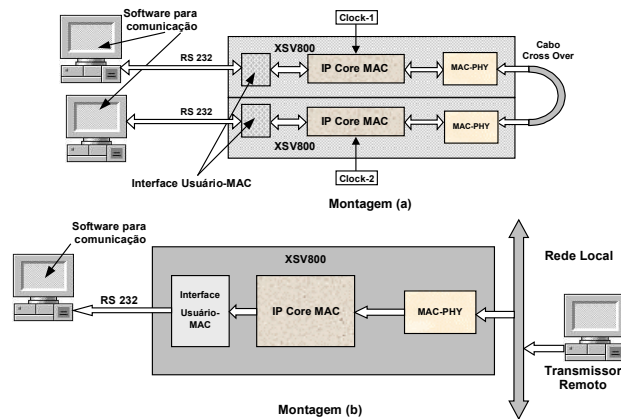 Software para
comunicação
Clock-1
RS 232
XSV800
IP Core MAC
MAC-PHY
Cabo
Cross Over
RS 232
IP Core MAC
MAC-PHY
XSV800
Interface Usuário-MAC
Clock-2
Montagem (a)
Software para
comunicação
XSV800
Rede Local
RS 232
Interface
Usuário-
MAC
IP Core MAC
MAC-PHY
Transmissor
Remoto
Montagem (b)